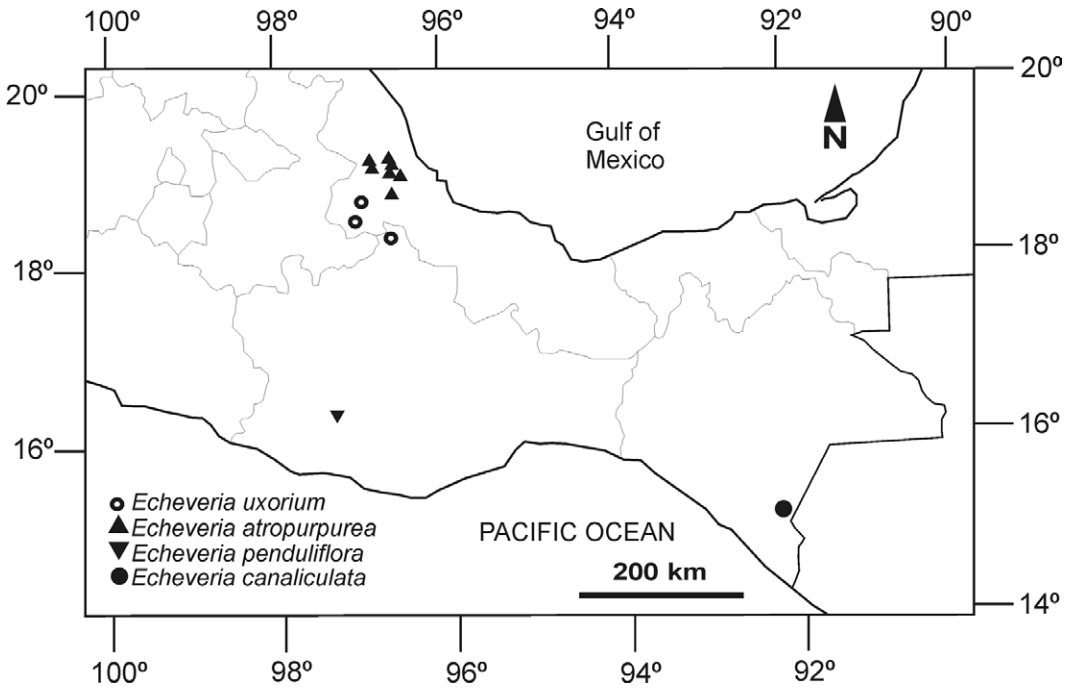 100º 98º 96º 94º 92º 90º
20º
20º
Gulf of
Mexico
N
18º
18º
16º
16º
Echeveria uxorium
Echeveria atropurpurea
Echeveria penduliflora
Echeveria canaliculata
PACIFIC OCEAN
200 km
14º
100º 98º 96º 94º 92º